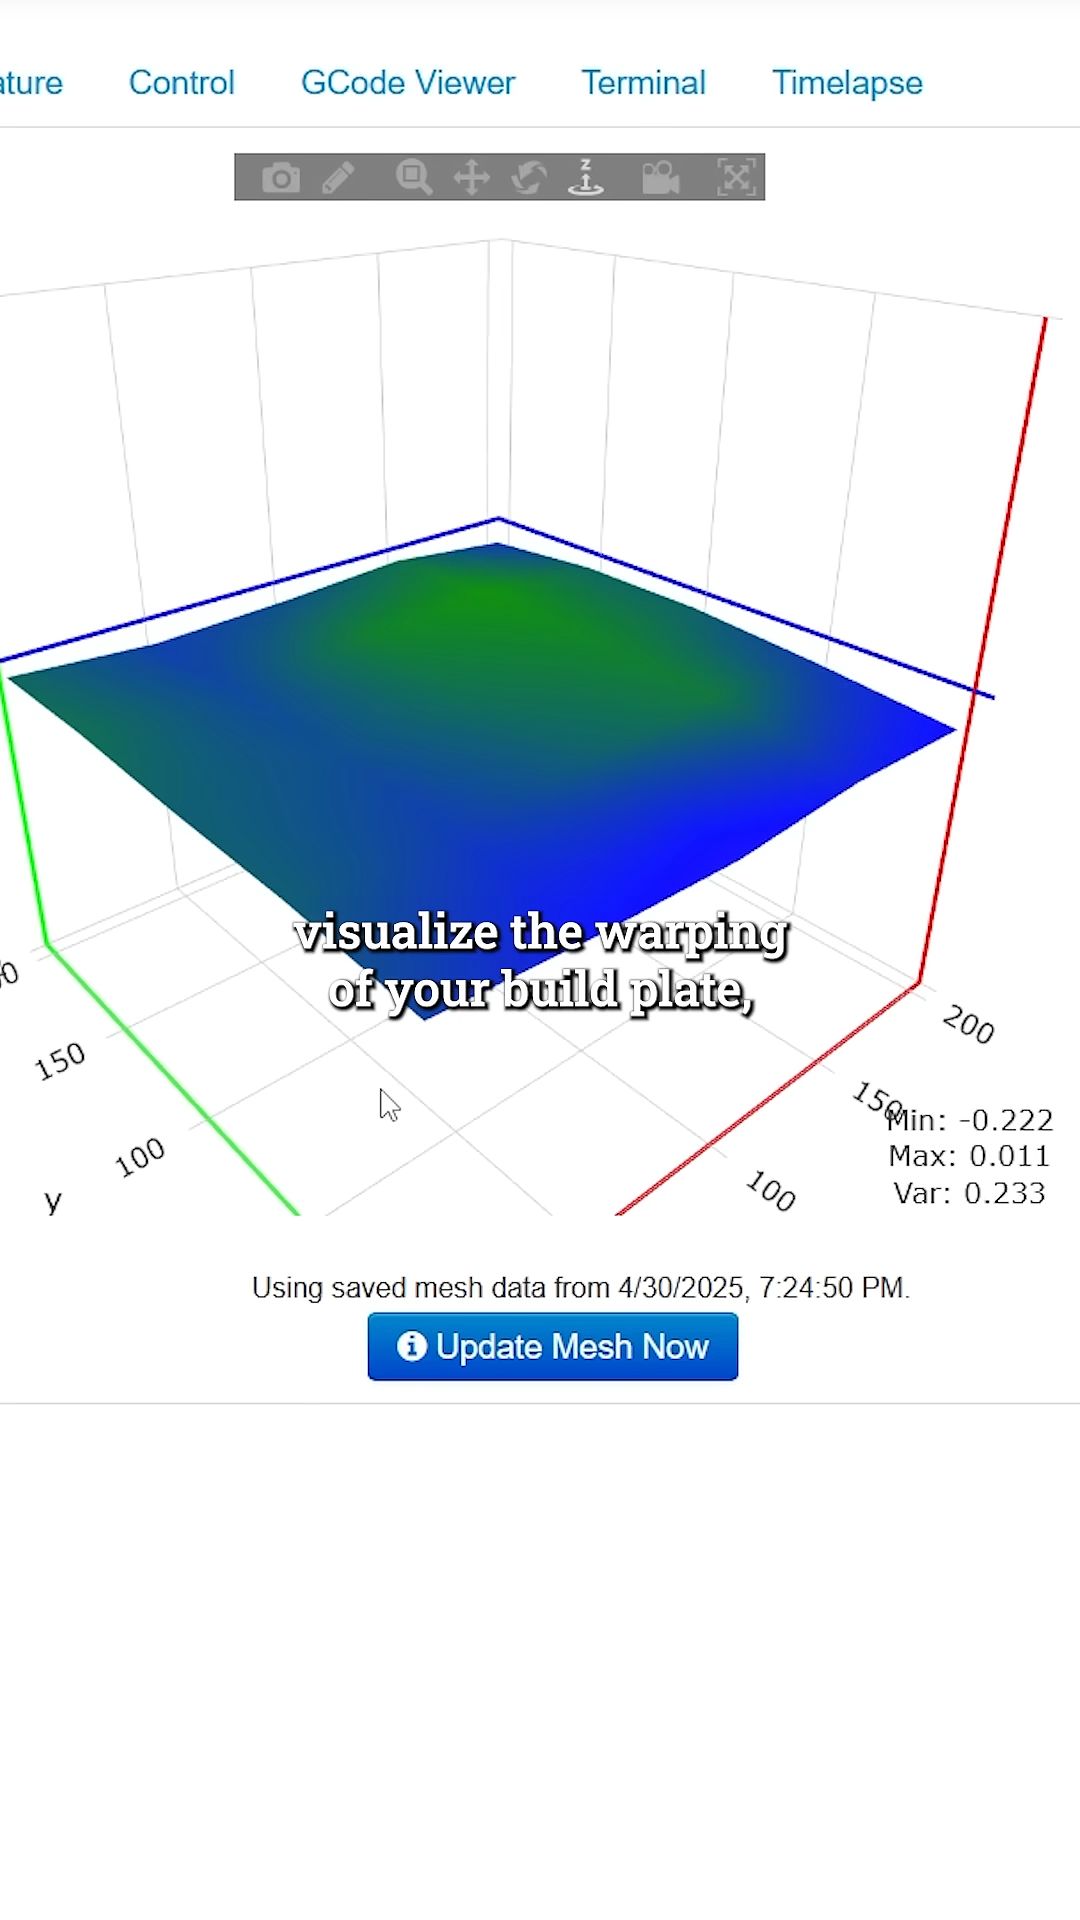 ature Control GCode Viewer Terminal Timelapse
Z
visualize the warping
of your build plate,
0
150
100
y
200
150
100
Min: -0.222
Max: 0.011
Var: 0.233
Using saved mesh data from 4/30/2025, 7:24:50 PM.
Update Mesh Now